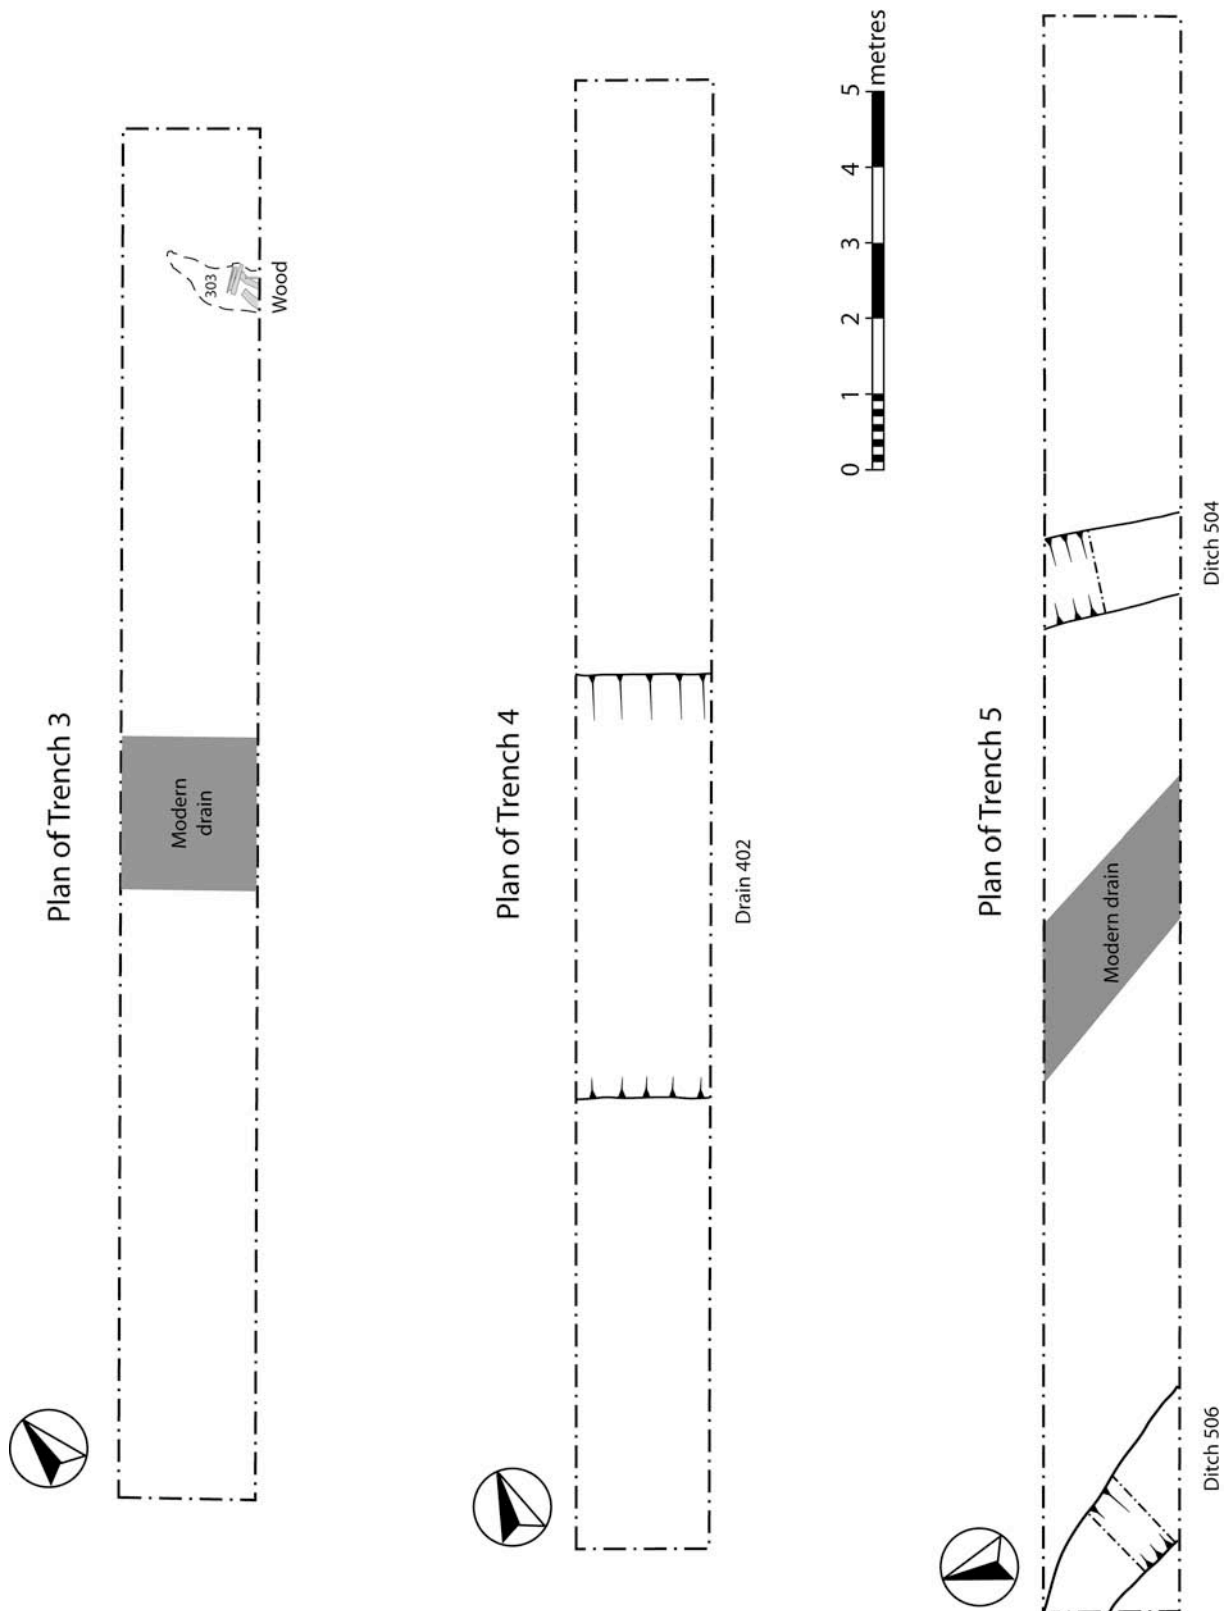 Plan of Trench 3
Modern
drain
303
?
Wood
Plan of Trench 4
Drain 402
0 1 2 3 4 5
metres
Plan of Trench 5
Ditch 506
Modern drain
Ditch 504